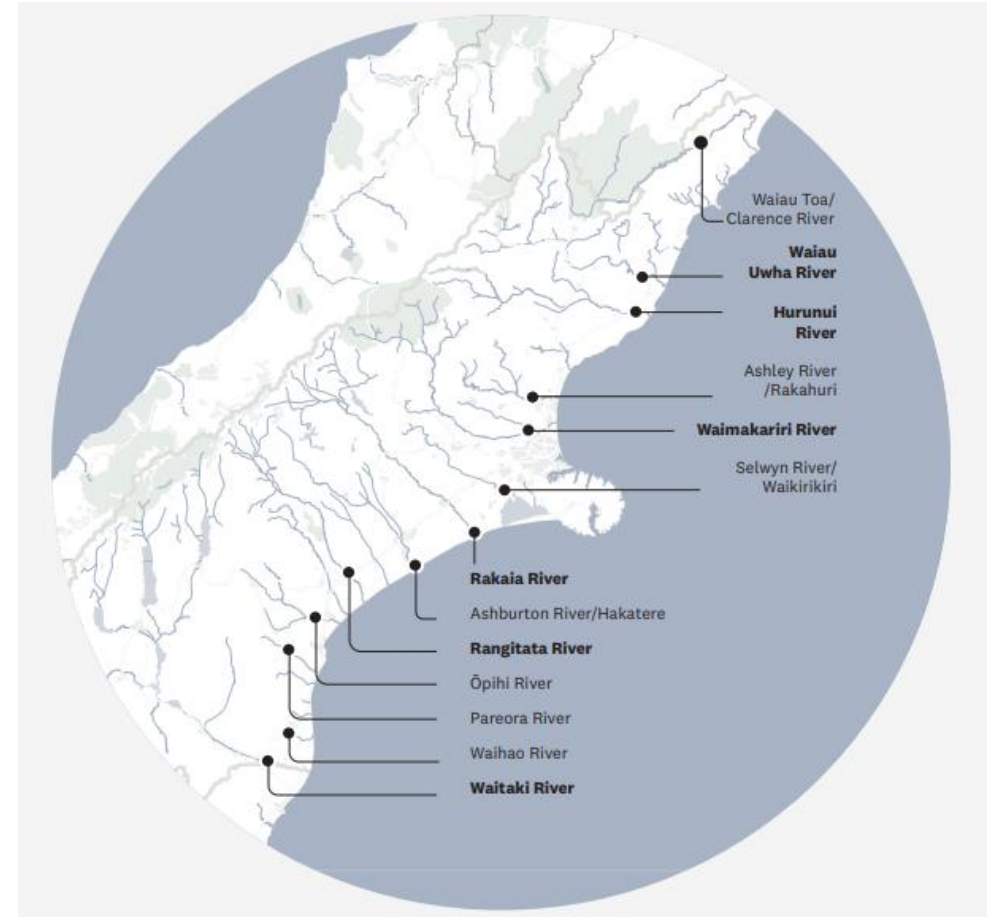 Waiau Toa/
Clarence River
Waiau
Uwha River
Hurunui
River
Ashley River
/Rakahuri
Waimakariri River
Selwyn River/
Waikirikiri
Rakaia River
Ashburton River/Hakatere
Rangitata River
Ōpihi River
Pareora River
Waihao River
Waitaki River